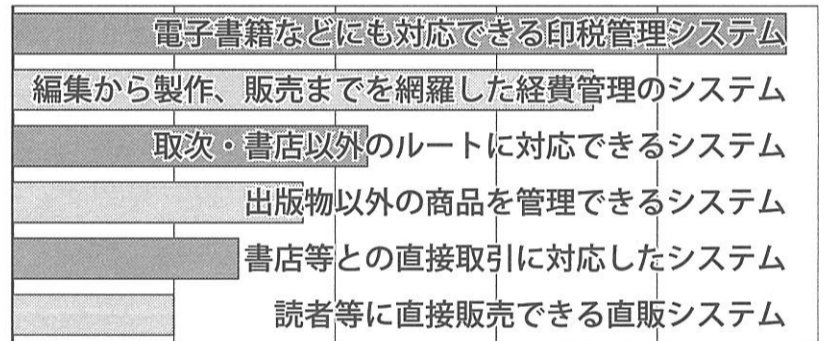 電子書籍などにも対応できる印税管理システム
編集から製作、販売までを網羅した経費管理のシステム
取次・書店以外のルートに対応できるシステム
出版物以外の商品を管理できるシステム
書店等との直接取引に対応したシステム
読者等に直接販売できる直販システム